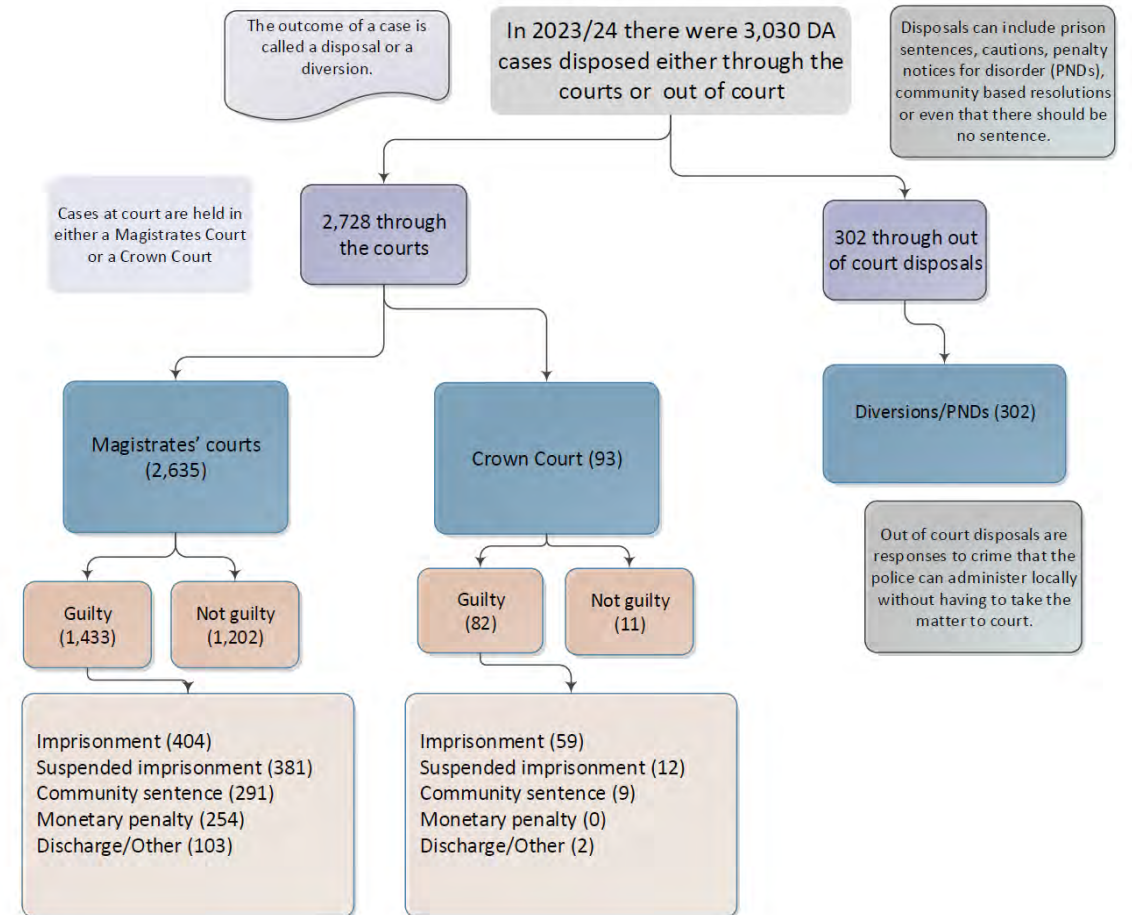 The outcome of a case is
called a disposal or a
diversion.
In 2023/24 there were 3,030 DA
cases disposed either through the
courts or out of court
Disposals can include prison
sentences, cautions, penalty
notices for disorder (PNDs),
community based resolutions
or even that there should be
no sentence.
Cases at court are held in
either a Magistrates Court
or a Crown Court
2,728 through
the courts
302 through out
of court disposals
Magistrates’ courts
(2,635)
Crown Court (93)
Diversions/PNDs (302)
Out of court disposals are
responses to crime that the
police can administer locally
without having to take the
matter to court.
Guilty
(1,433)
Not guilty
(1,202)
Guilty
(82)
Not guilty
(11)
Imprisonment (404)
Suspended imprisonment (381)
Community sentence (291)
Monetary penalty (254)
Discharge/Other (103)
Imprisonment (59)
Suspended imprisonment (12)
Community sentence (9)
Monetary penalty (0)
Discharge/Other (2)